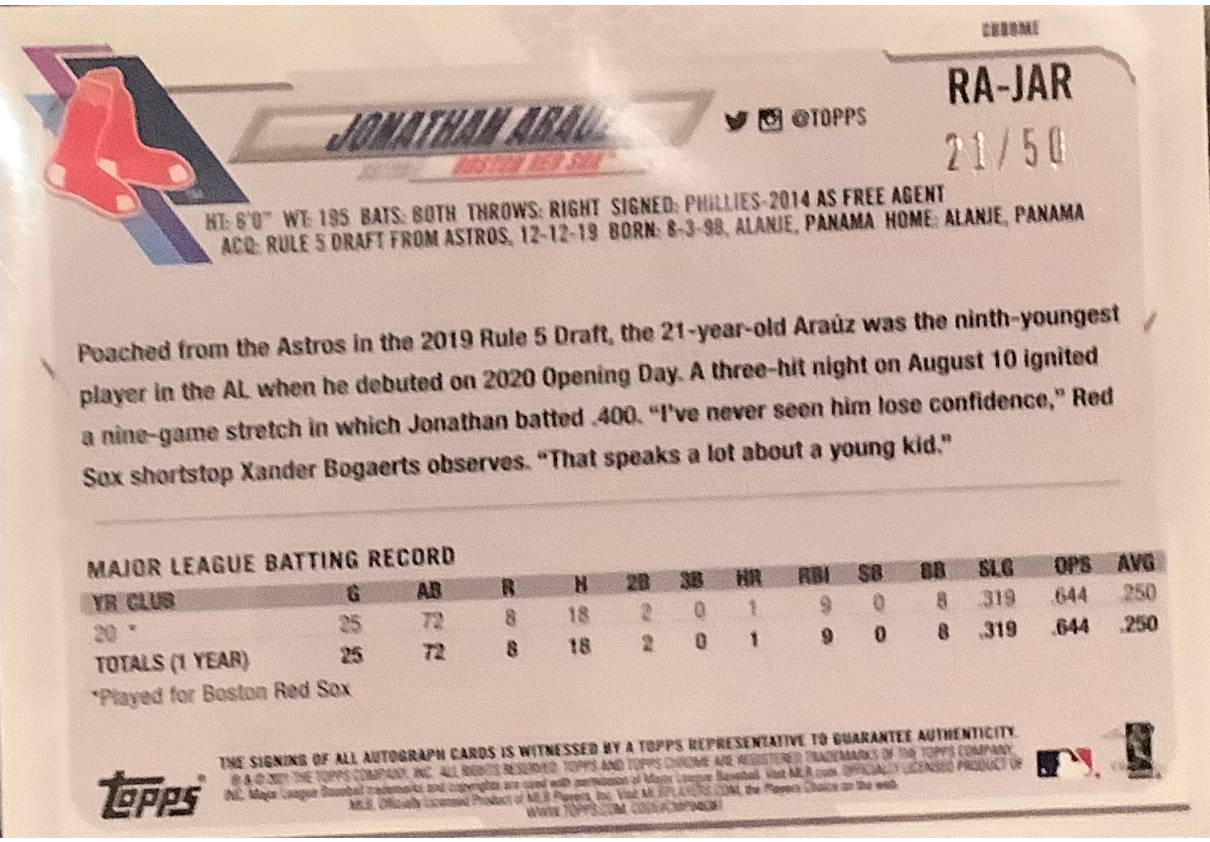 CHROME
RA-JAR
21/50
JONATHAN ARAÚZ
@TOPPS
BOSTON RED SOX™
HT: 6'0" WT: 195 BATS: BOTH THROWS: RIGHT SIGNED: PHILLIES-2014 AS FREE AGENT
ACQ: RULE 5 DRAFT FROM ASTROS, 12-12-19 BORN: 8-3-98, ALANJE, PANAMA HOME: ALANJE, PANAMA
Poached from the Astros in the 2019 Rule 5 Draft, the 21-year-old Araúz was the ninth-youngest
player in the AL when he debuted on 2020 Opening Day. A three-hit night on August 10 ignited
a nine-game stretch in which Jonathan batted .400. “I’ve never seen him lose confidence,” Red
Sox shortstop Xander Bogaerts observes. “That speaks a lot about a young kid.”
MAJOR LEAGUE BATTING RECORD
YR CLUB G AB R H 2B 3B HR RBI SB BB SLG OPS AVG
20 * 25 72 8 18 2 0 1 9 0 8 .319 .644 .250
TOTALS (1 YEAR) 25 72 8 18 2 0 1 9 0 8 .319 .644 .250
*Played for Boston Red Sox
THE SIGNING OF ALL AUTOGRAPH CARDS IS WITNESSED BY A TOPPS REPRESENTATIVE TO GUARANTEE AUTHENTICITY.
® & © 2021 THE TOPPS COMPANY, INC. ALL RIGHTS RESERVED. TOPPS AND TOPPS CHROME ARE REGISTERED TRADEMARKS OF THE TOPPS COMPANY,
INC. Major League Baseball trademarks and copyrights are used with permission of Major League Baseball. Visit MLB.com. OFFICIALLY LICENSED PRODUCT OF
MLB Players, Inc. Visit MLBPLAYERS.COM, the Players Choice on the web.
WWW.TOPPS.COM.
topps®